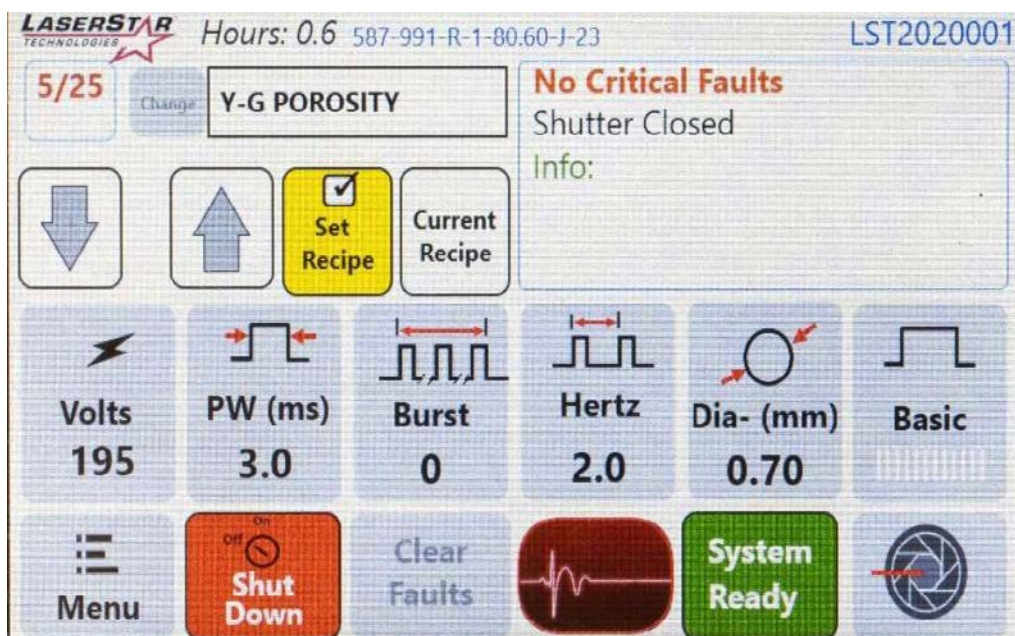 LASERSTAR
TECHNOLOGIES
Hours: 0.6 587-991-R-1-80.60-J-23 LST2020001
5/25
Change
Y-G POROSITY
No Critical Faults
Shutter Closed
Info:
Set
Recipe
Current
Recipe
Volts
195
PW (ms)
3.0
Burst
0
Hertz
2.0
Dia- (mm)
0.70
Basic
Menu
On
Off
Shut
Down
Clear
Faults
System
Ready